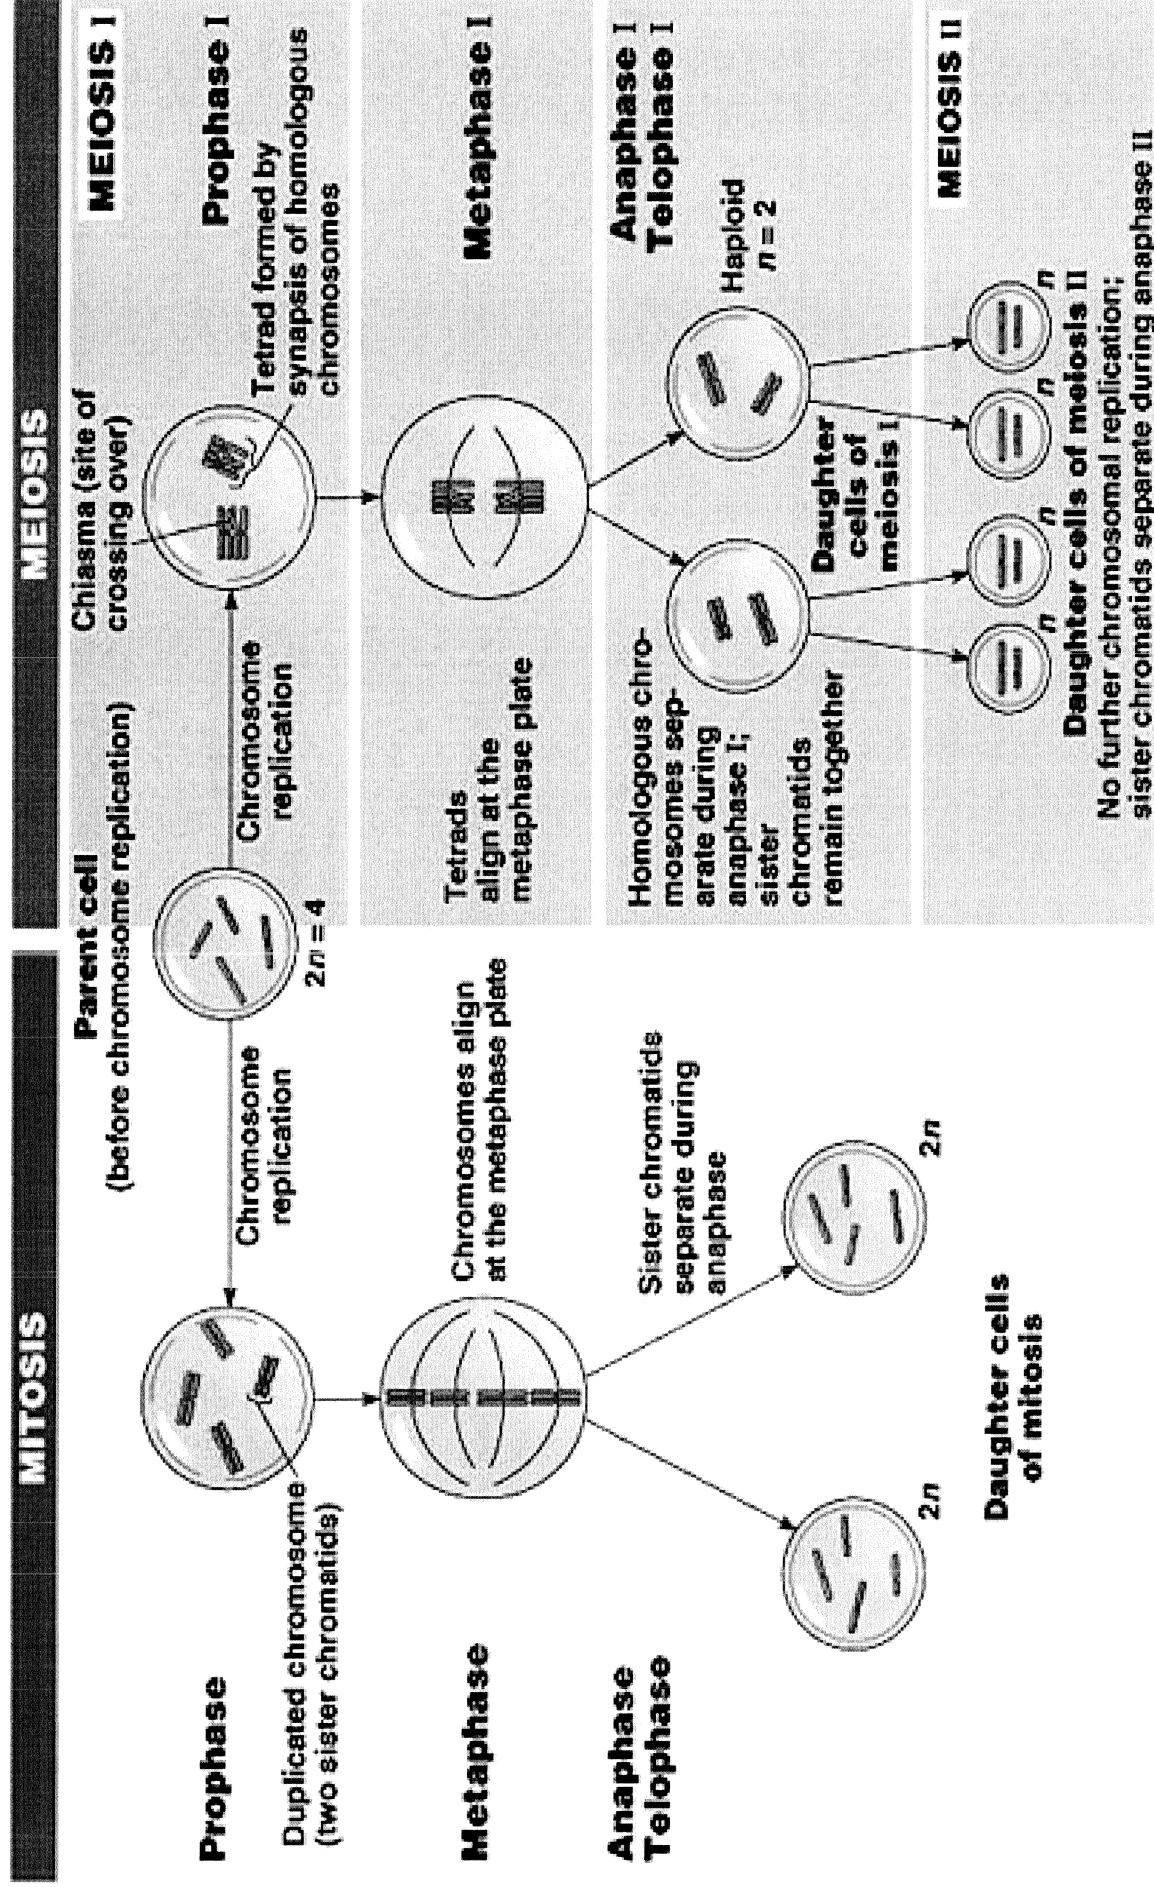 MITOSIS
MEIOSIS
Parent cell
(before chromosome replication)
Chiasma (site of
crossing over)
MEIOSIS I
Prophase
Duplicated chromosome
(two sister chromatids)
Chromosome
replication
2n = 4
Chromosome
replication
Tetrad formed by
synapsis of homologous
chromosomes
Prophase I
Metaphase
Chromosomes align
at the metaphase plate
Tetrads
align at the
metaphase plate
Metaphase I
Anaphase
Telophase
Sister chromatids
separate during
anaphase
2n
2n
Daughter cells
of mitosis
Homologous chro-
mosomes sep-
arate during
anaphase I;
sister
chromatids
remain together
Daughter
cells of
meiosis I
Haploid
n = 2
Anaphase I
Telophase I
MEIOSIS II
n
n
n
n
Daughter cells of meiosis II
No further chromosomal replication;
sister chromatids separate during anaphase II